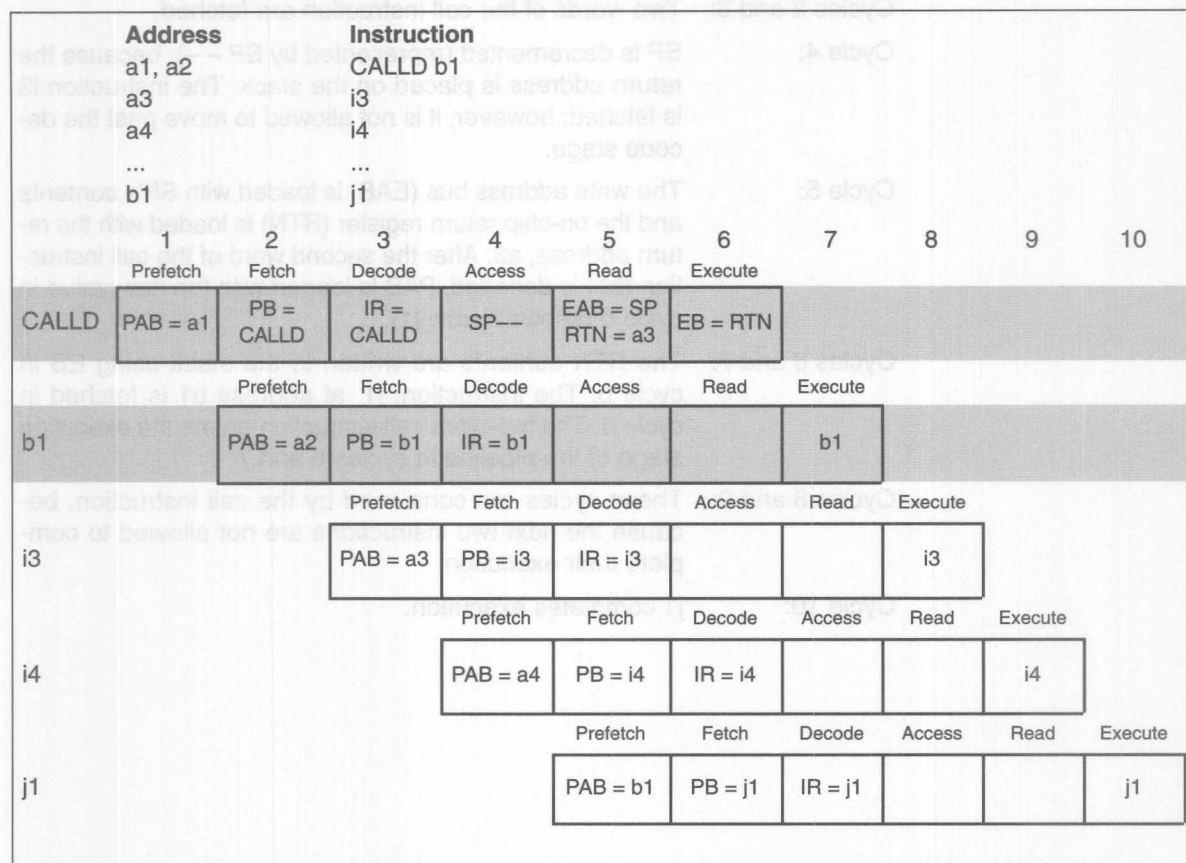 Address Instruction
a1, a2 CALLD b1
a3 i3
a4 i4
... ...
b1 j1
1 2 3 4 5 6 7 8 9 10
Prefetch Fetch Decode Access Read Execute
CALLD PAB = a1 PB = CALLD IR = CALLD SP–– EAB = SP RTN = a3 EB = RTN
Prefetch Fetch Decode Access Read Execute
b1 PAB = a2 PB = b1 IR = b1 b1
Prefetch Fetch Decode Access Read Execute
i3 PAB = a3 PB = i3 IR = i3 i3
Prefetch Fetch Decode Access Read Execute
i4 PAB = a4 PB = i4 IR = i4 i4
Prefetch Fetch Decode Access Read Execute
j1 PAB = b1 PB = j1 IR = j1 j1